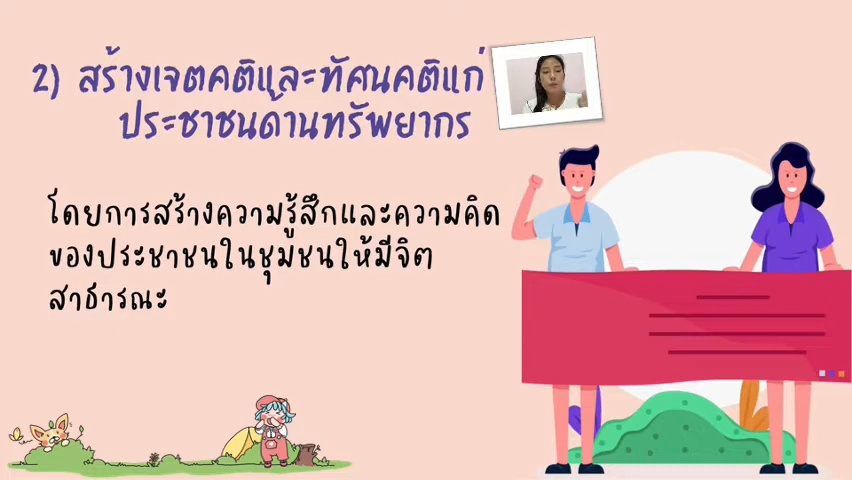 2) สร้างเจตคติและทัศนคติแก่
ประชาชนด้านทรัพยากร
โดยการสร้างความรู้สึกและความคิด
ของประชาชนในชุมชนให้มีจิต
สาธารณะ